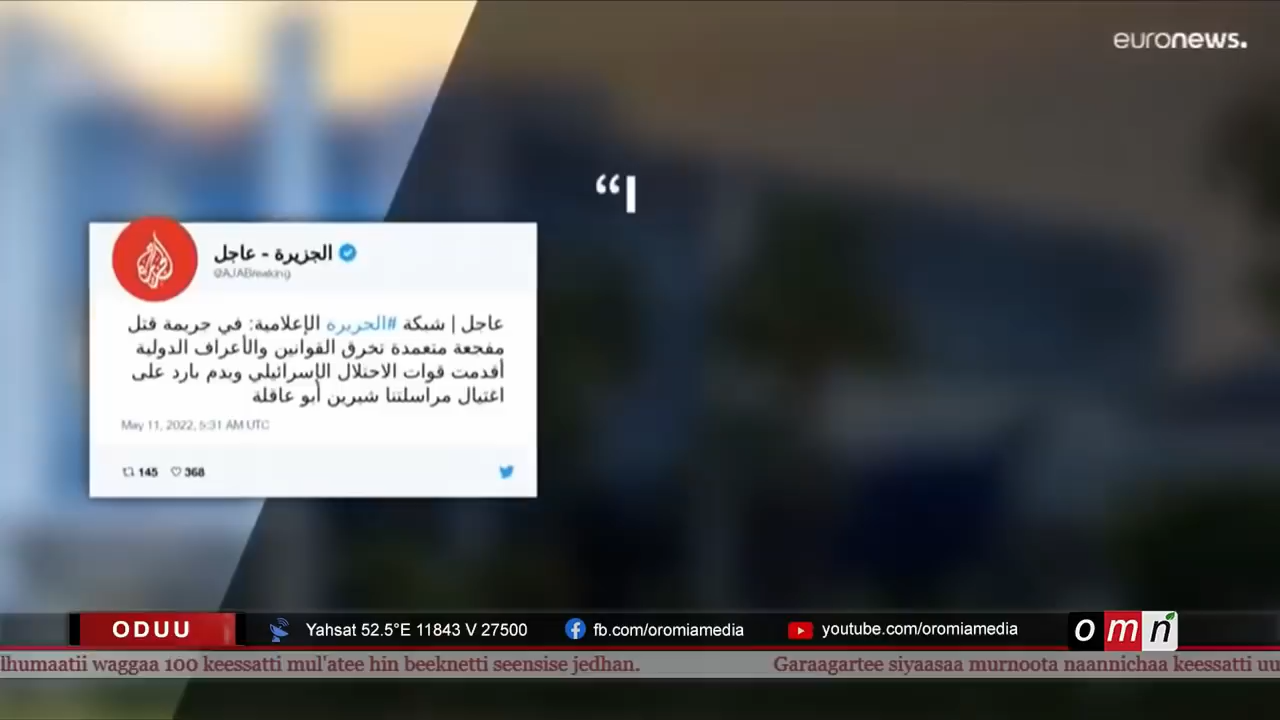 euronews.
“I
الجزيرة - عاجل
@AJABreaking
عاجل | شبكة #الجزيرة الإعلامية: في جريمة قتل
مفجعة متعمدة تخرق القوانين والأعراف الدولية
أقدمت قوات الاحتلال الإسرائيلي وبدم بارد على
اغتيال مراسلتنا شيرين أبو عاقلة
May 11, 2022, 5:31 AM UTC
145 368
ODUU Yahsat 52.5°E 11843 V 27500 fb.com/oromiamedia youtube.com/oromiamedia omn
lhumaatii waggaa 100 keessatti mul'atee hin beeknetti seensise jedhan. Garaagartee siyaasaa murnoota naannichaa keessatti uu